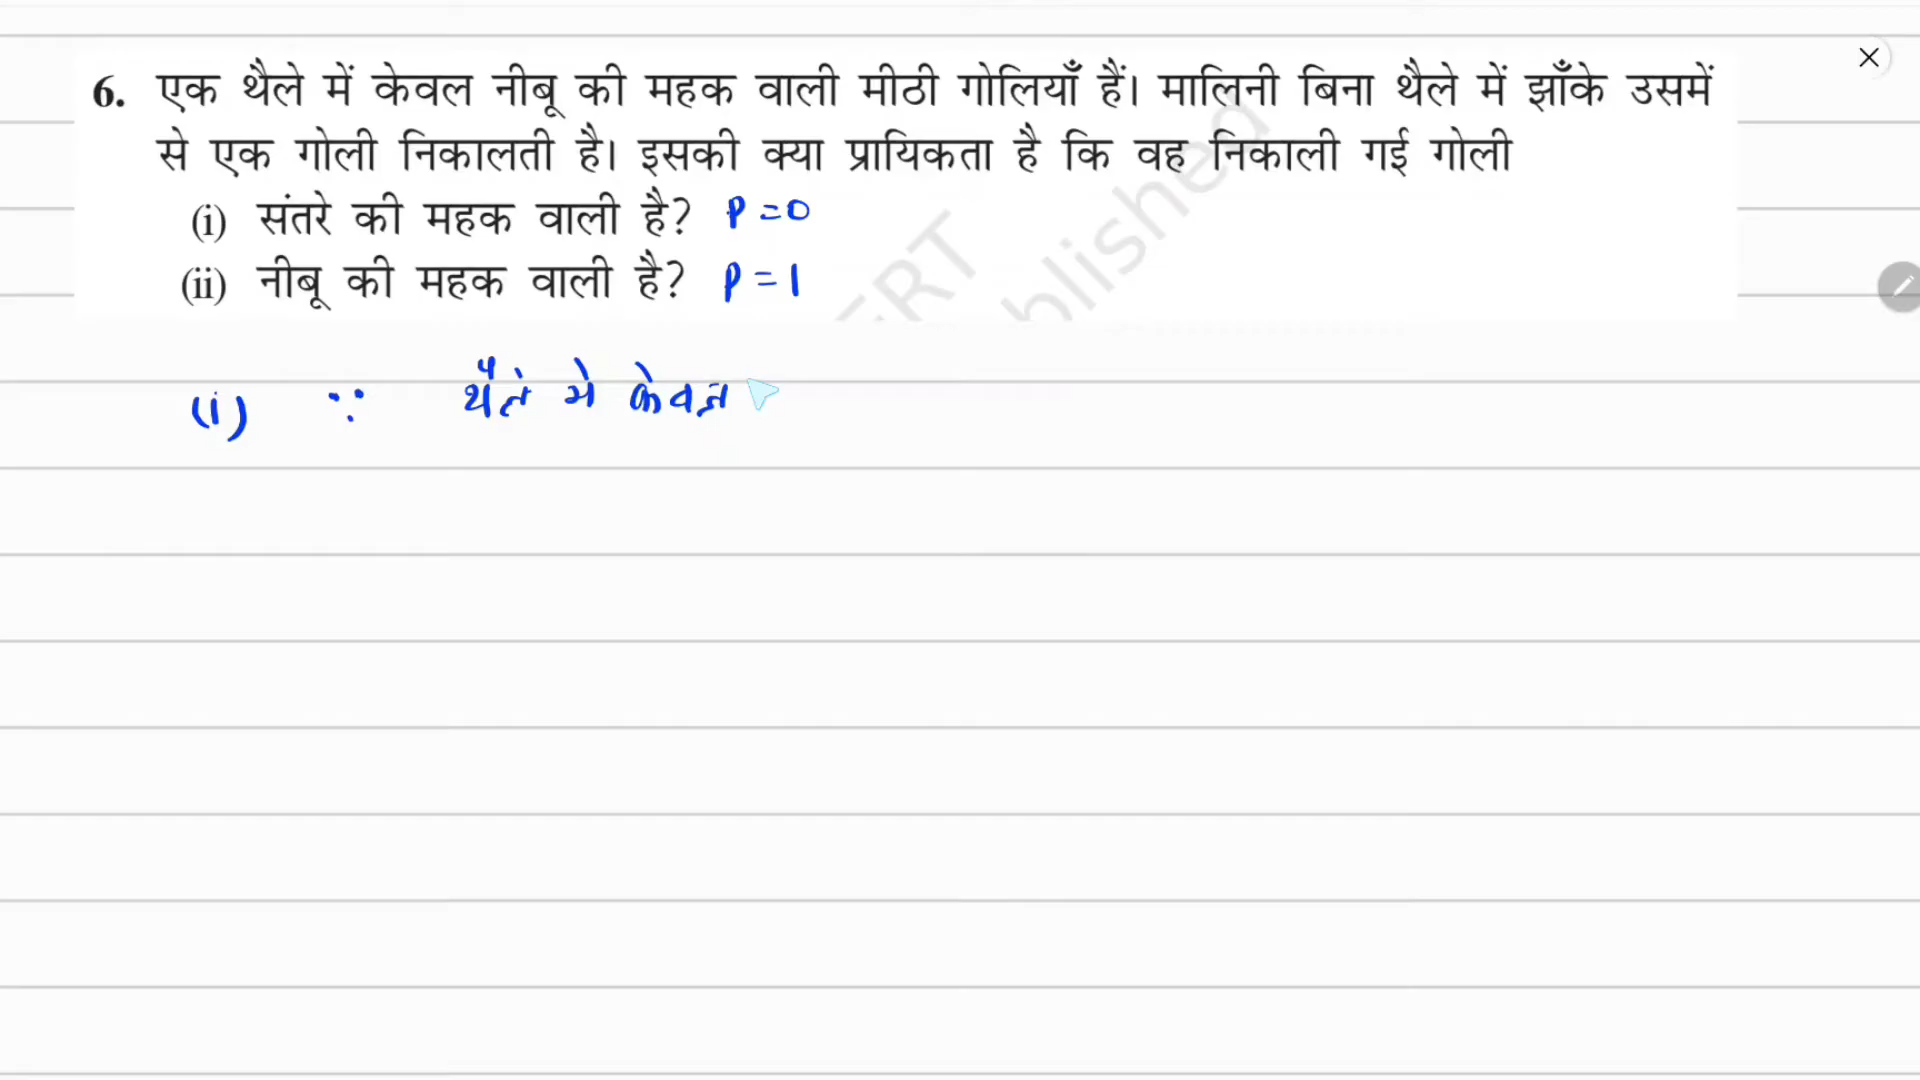 6. एक थैले में केवल नीबू की महक वाली मीठी गोलियाँ हैं। मालिनी बिना थैले में झाँके उसमें
से एक गोली निकालती है। इसकी क्या प्रायिकता है कि वह निकाली गई गोली
(i) संतरे की महक वाली है? P = 0
(ii) नीबू की महक वाली है? P = 1
(i) ∵ थैले मे केवल